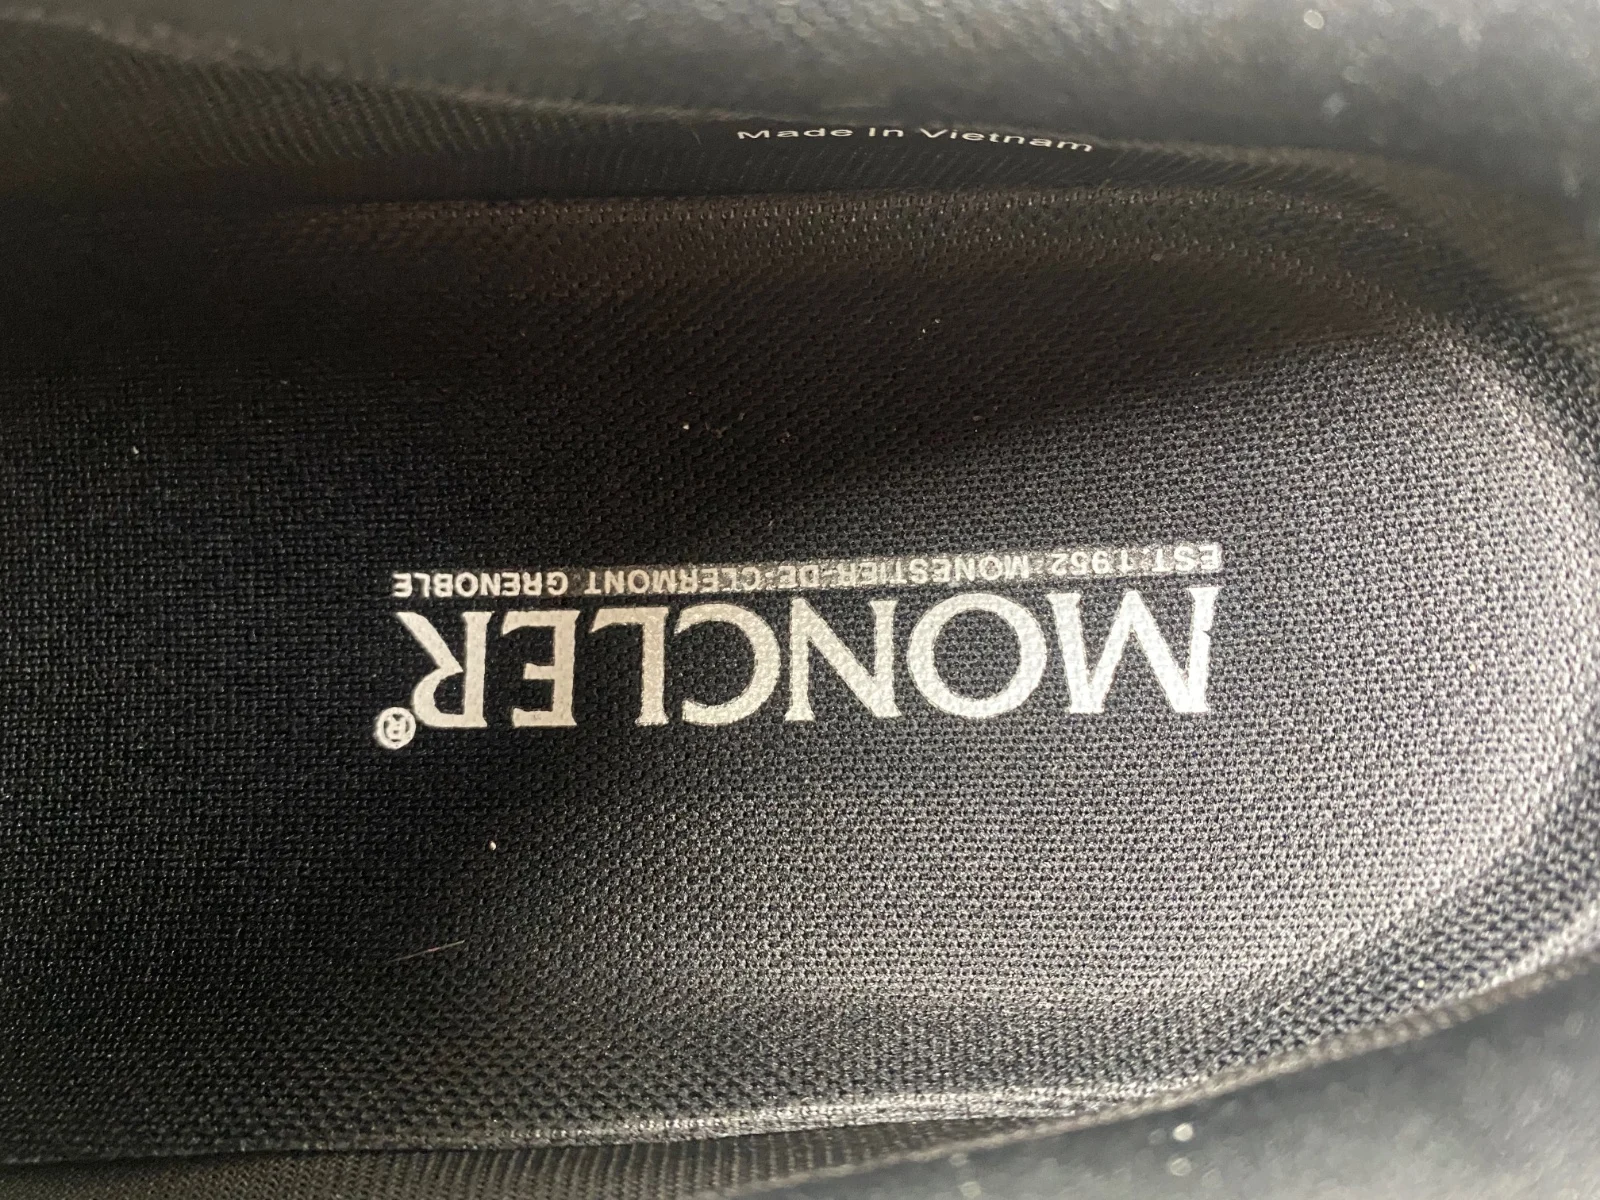 Made In Vietnam
MONCLER®
EST.1952 MONESTIER-DE-CLERMONT GRENOBLE